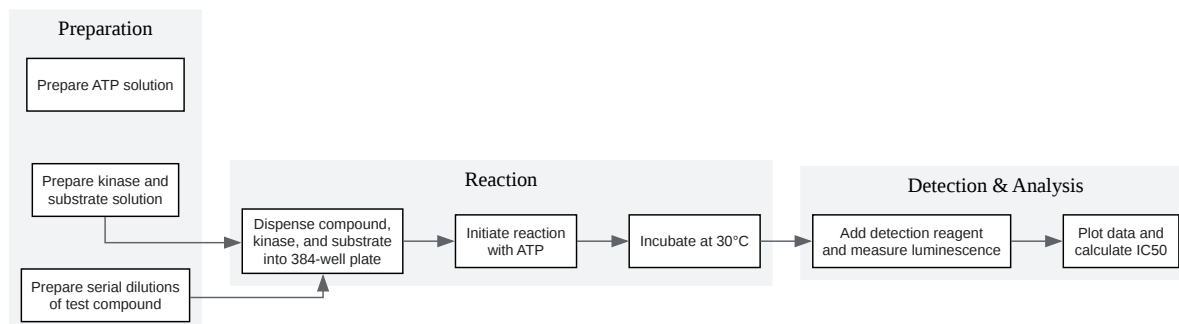 Preparation
Prepare ATP solution
Prepare kinase and
substrate solution
Prepare serial dilutions
of test compound
Reaction
Dispense compound,
kinase, and substrate
into 384-well plate
Initiate reaction
with ATP
Incubate at 30°C
Detection & Analysis
Add detection reagent
and measure luminescence
Plot data and
calculate IC50